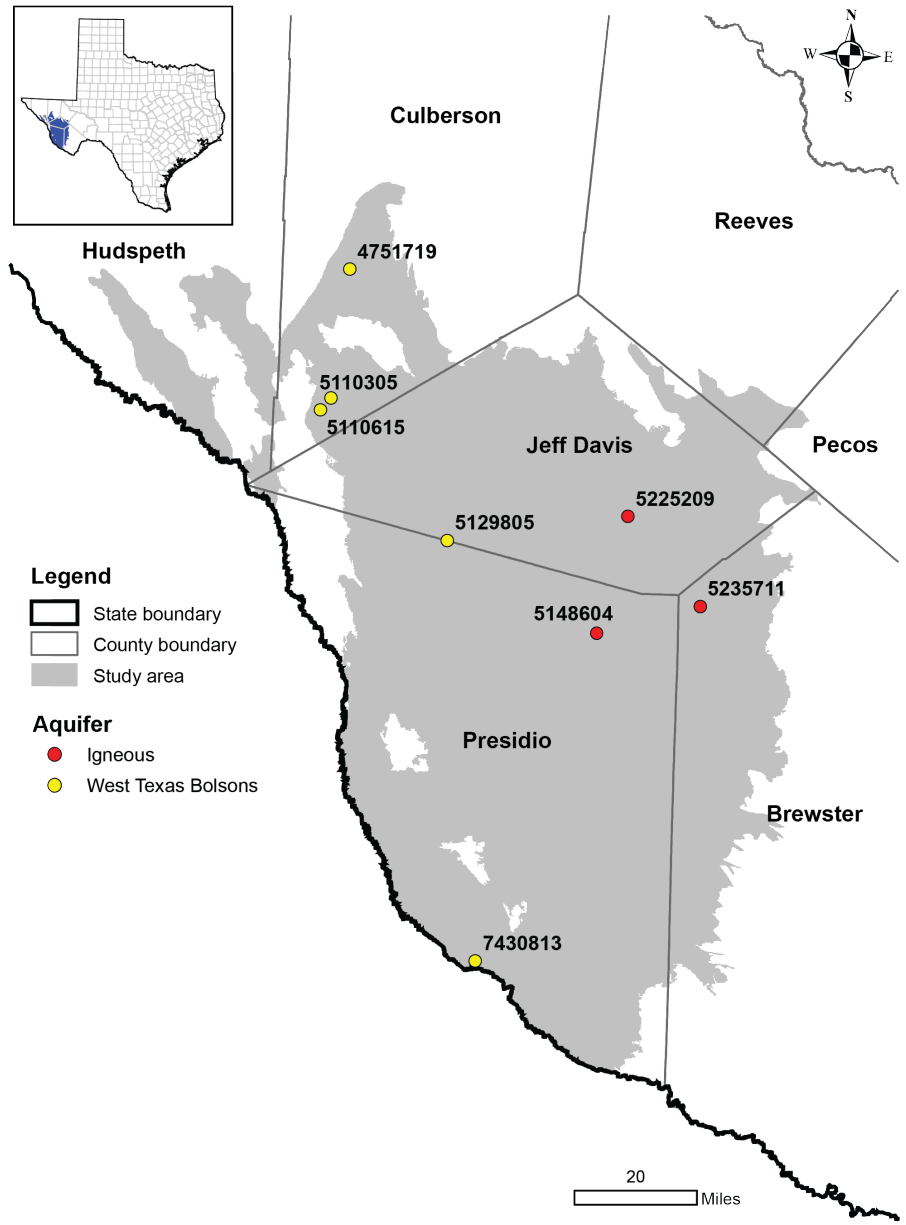 N
W
E
S
Culberson
Reeves
Hudspeth
4751719
5110305
5110615
Jeff Davis
Pecos
5225209
5129805
5235711
5148604
Legend
State boundary
County boundary
Study area
Aquifer
Igneous
West Texas Bolsons
Presidio
Brewster
7430813
20
Miles